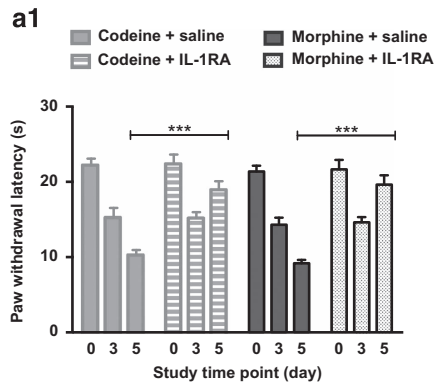 a1
Codeine + saline
Codeine + IL-1RA
Morphine + saline
Morphine + IL-1RA
Paw withdrawal latency (s)
30
20
10
0
***
***
0 3 5 0 3 5 0 3 5 0 3 5
Study time point (day)